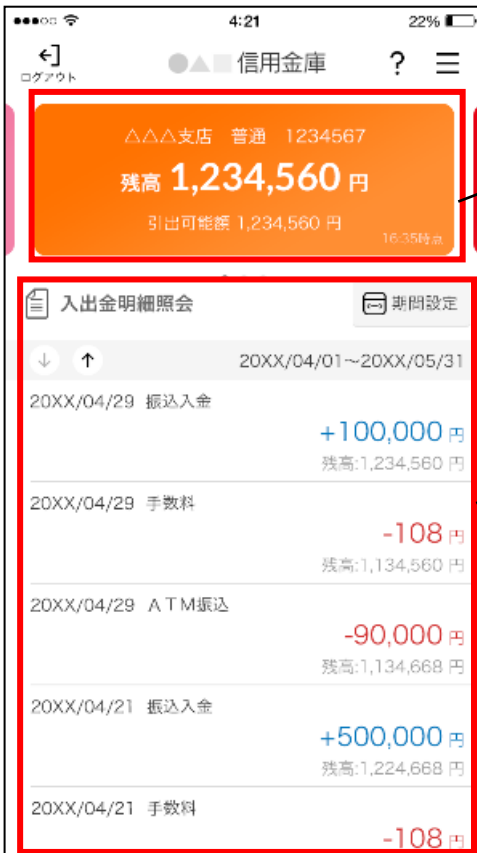 4:21 22%
ログアウト
●▲■信用金庫 ?
△△△支店 普通 1234567
残高 1,234,560 円
引出可能額 1,234,560 円
16:35時点
入出金明細照会 期間設定
↓ ↑ 20XX/04/01～20XX/05/31
20XX/04/29 振込入金
+100,000 円
残高:1,234,560 円
20XX/04/29 手数料
-108 円
残高:1,134,560 円
20XX/04/29 ATM振込
-90,000 円
残高:1,134,668 円
20XX/04/21 振込入金
+500,000 円
残高:1,224,668 円
20XX/04/21 手数料
-108 円